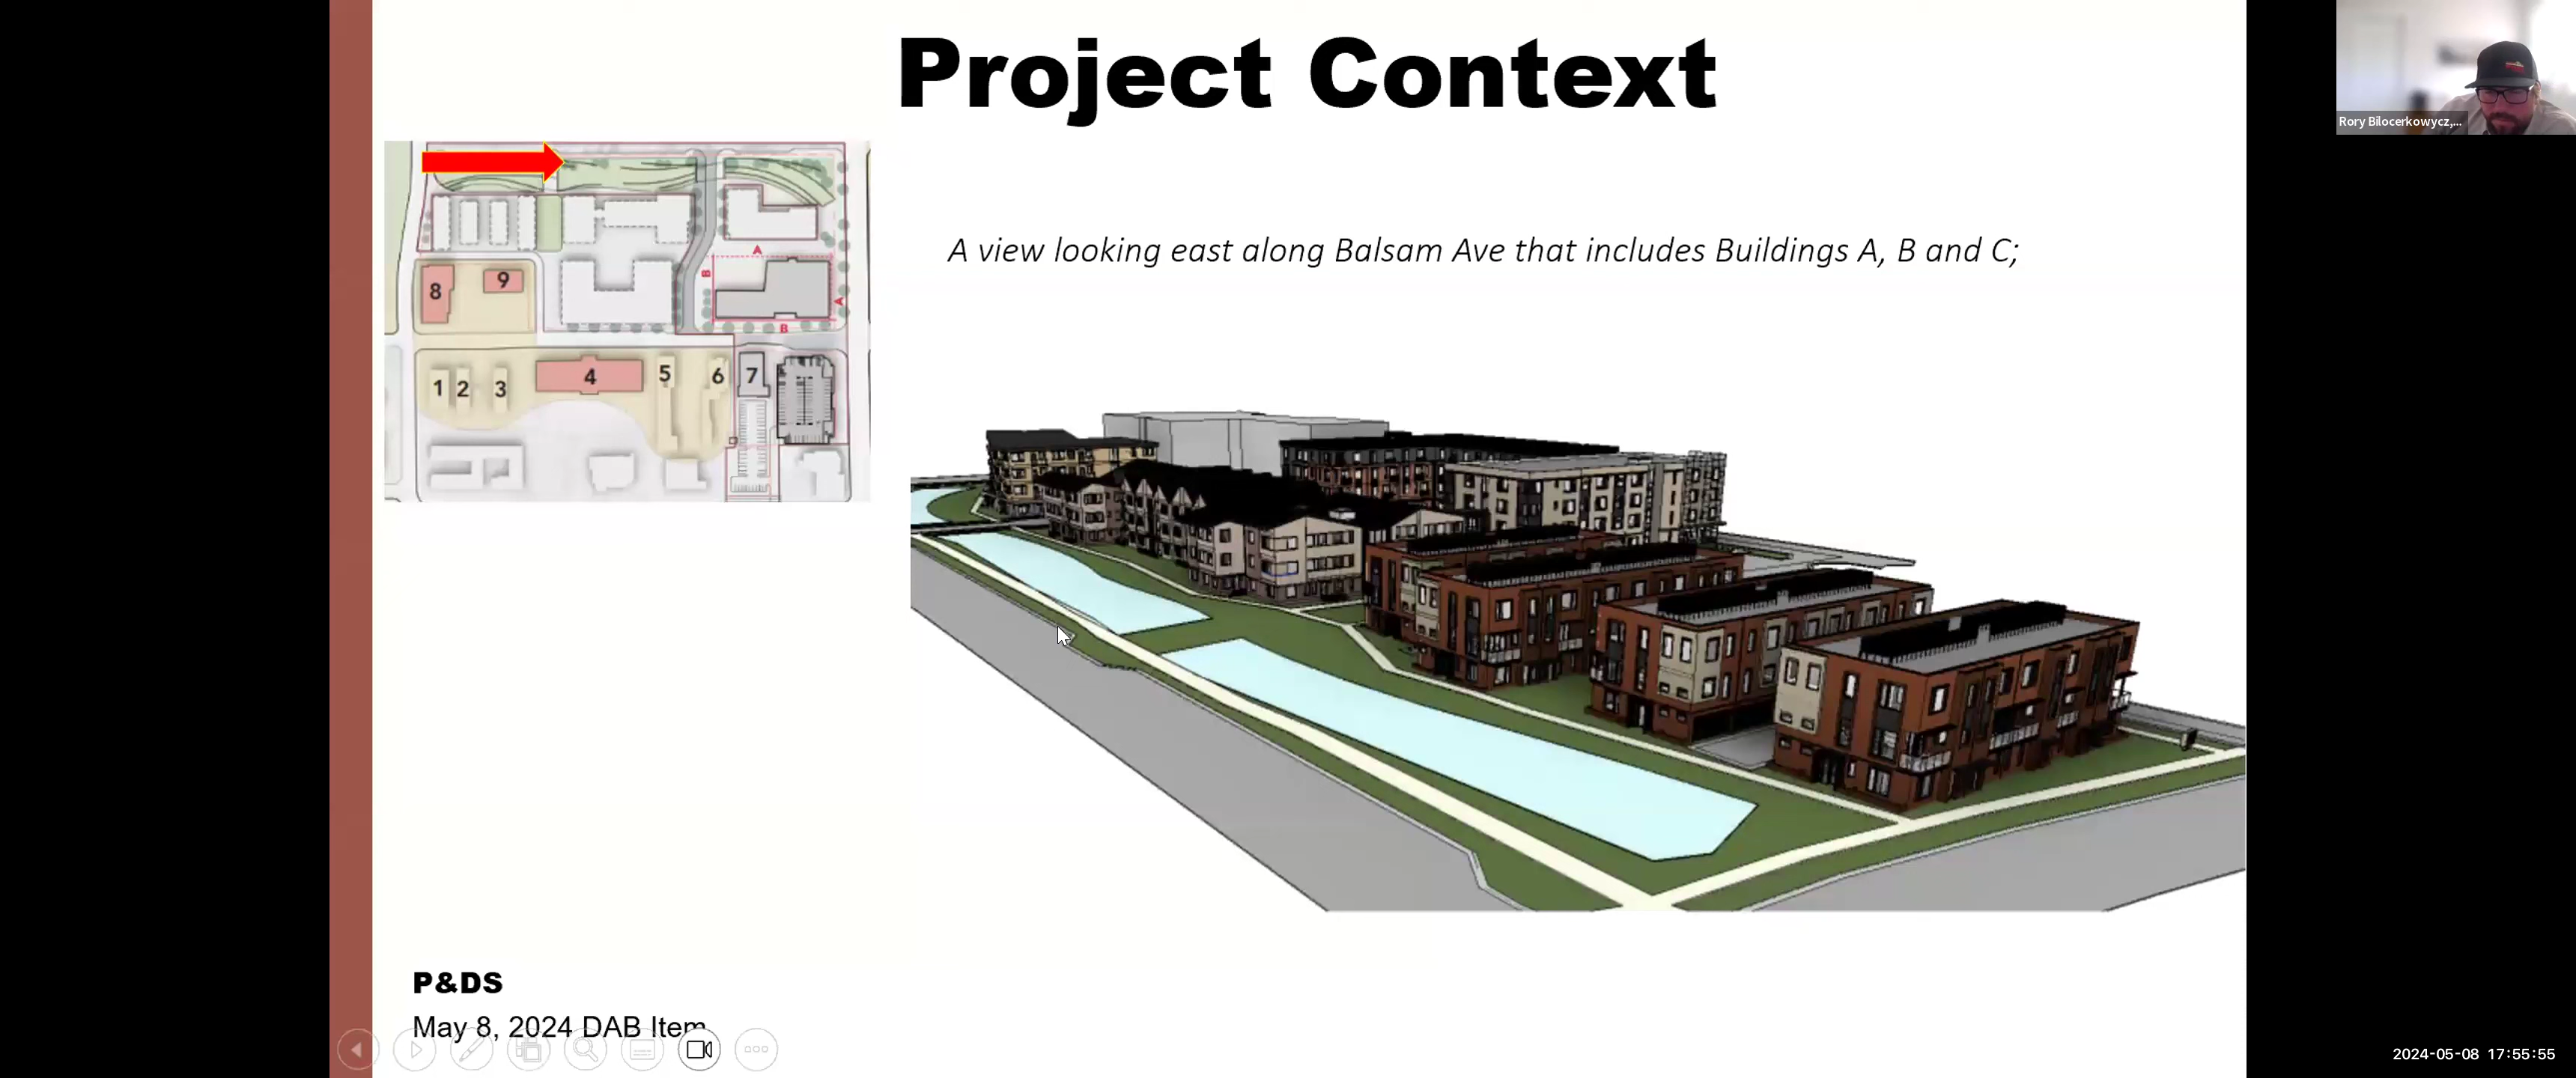 Project Context
Rory Bilocerkowycz,...
A view looking east along Balsam Ave that includes Buildings A, B and C;
A
B
8
9
A
B
1 2 3 4 5 6 7
P&DS
May 8, 2024 DAB Item
2024-05-08 17:55:55